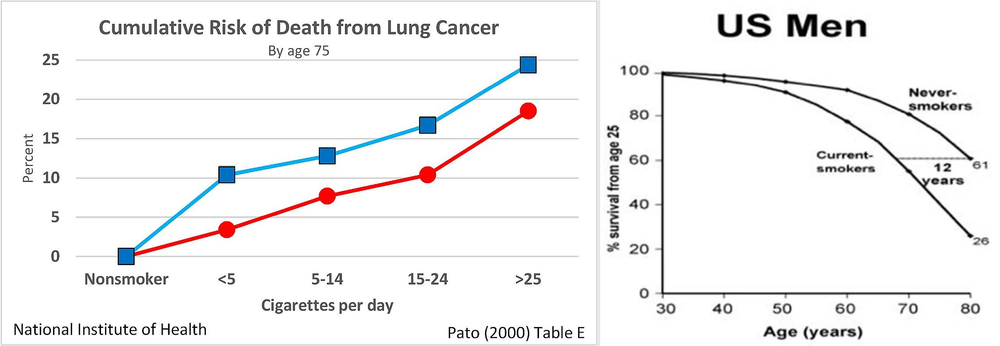 Cumulative Risk of Death from Lung Cancer
By age 75
25
20
15
10
5
0
Percent
Nonsmoker
<5
5-14
15-24
>25
Cigarettes per day
National Institute of Health
Pato (2000) Table E
US Men
100
80
60
40
20
0
% survival from age 25
Never-
smokers
Current-
smokers
12
years
61
26
30
40
50
60
70
80
Age (years)